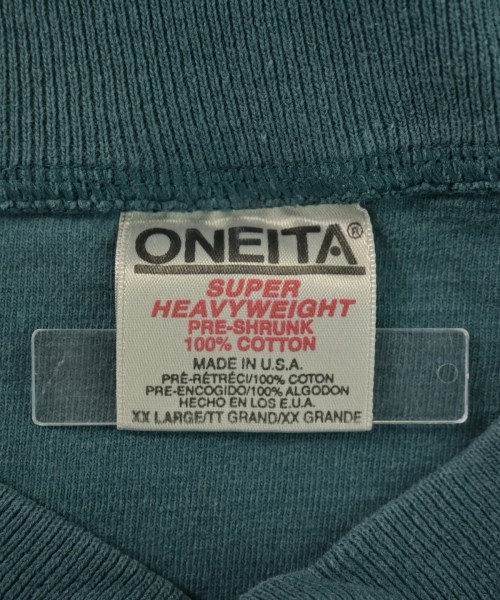 ONEITA®
SUPER
HEAVYWEIGHT
PRE-SHRUNK
100% COTTON
MADE IN U.S.A.
PRÉ-RÉTRÉCI/100% COTON
PRE-ENCOGIDO/100% ALGODON
HECHO EN LOS E.U.A.
XX LARGE/TT GRAND/XX GRANDE